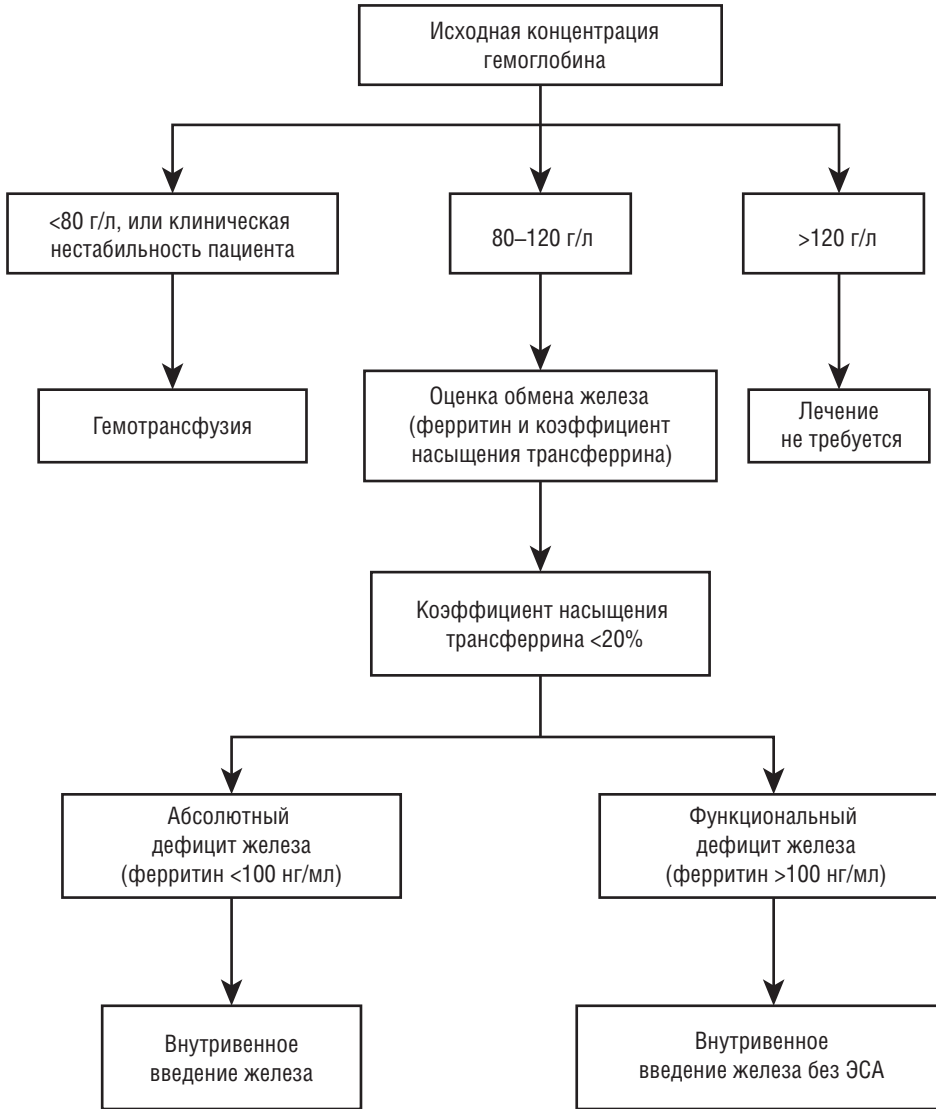 Исходная концентрация
гемоглобина
<80 г/л, или клиническая
нестабильность пациента
80–120 г/л
>120 г/л
Гемотрансфузия
Оценка обмена железа
(ферритин и коэффициент
насыщения трансферрина)
Лечение
не требуется
Коэффициент насыщения
трансферрина <20%
Абсолютный
дефицит железа
(ферритин <100 нг/мл)
Функциональный
дефицит железа
(ферритин >100 нг/мл)
Внутривенное
введение железа
Внутривенное
введение железа без ЭСА